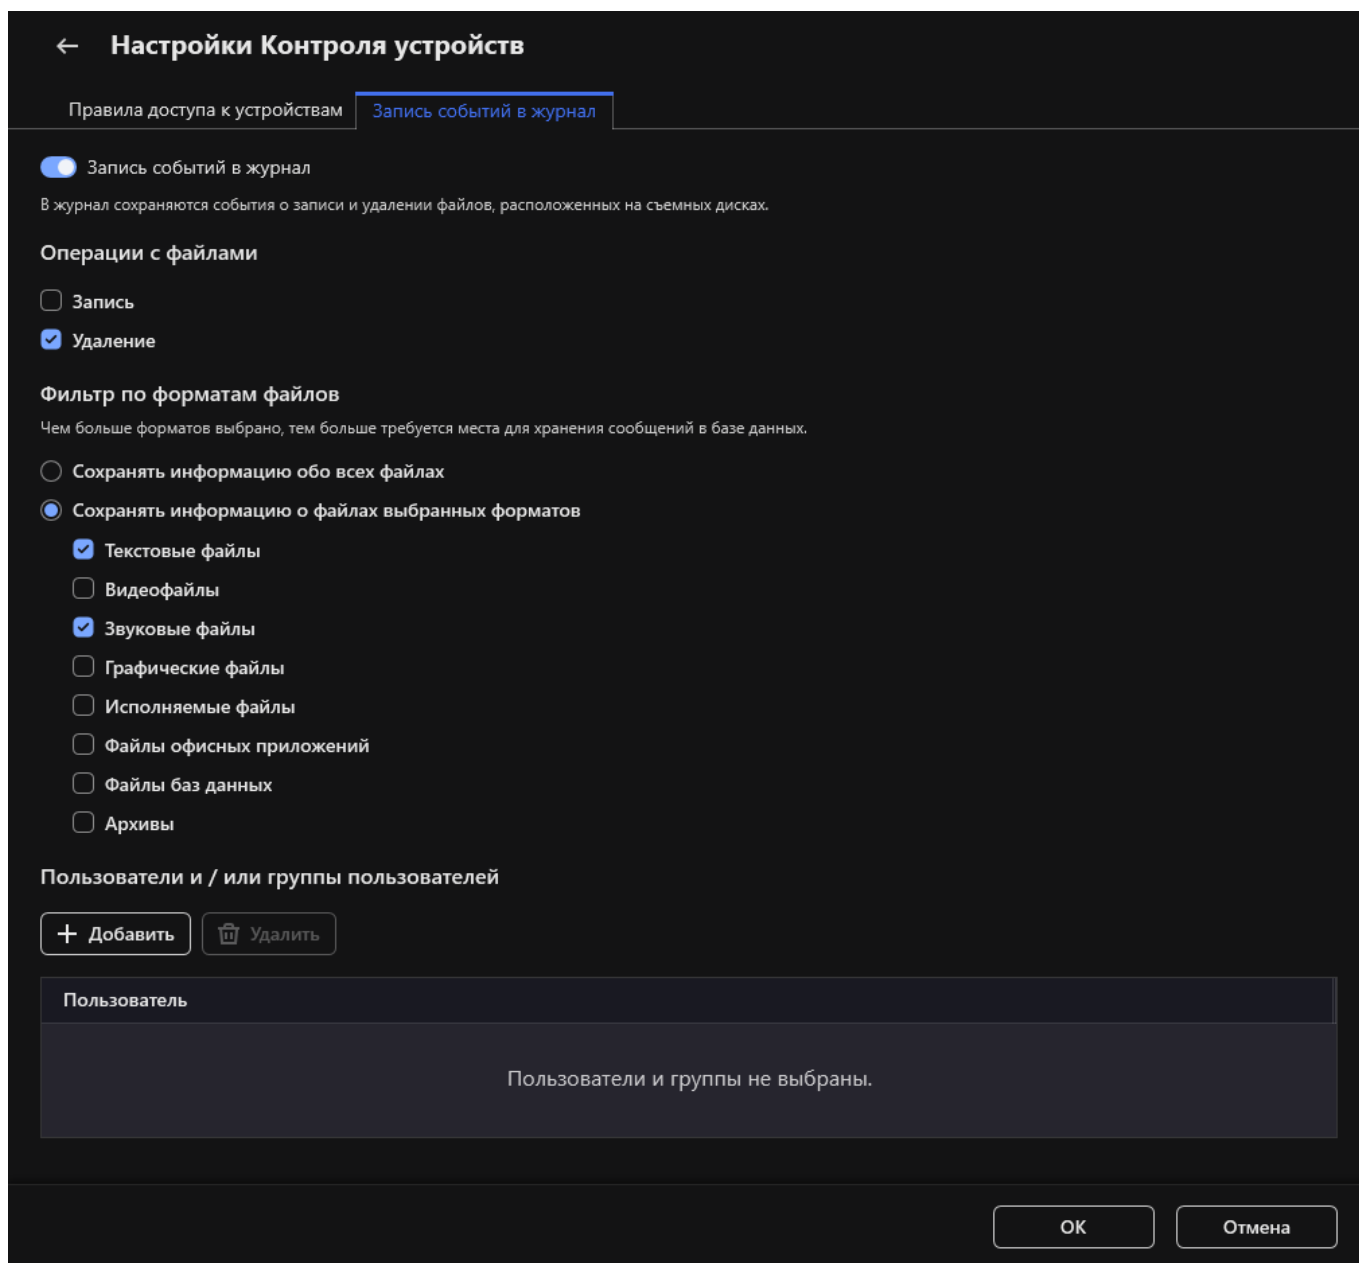 Настройки Контроля устройств
Правила доступа к устройствам
Запись событий в журнал
Запись событий в журнал
В журнал сохраняются события о записи и удалении файлов, расположенных на съемных дисках.
Операции с файлами
Запись
Удаление
Фильтр по форматам файлов
Чем больше форматов выбрано, тем больше требуется места для хранения сообщений в базе данных.
Сохранять информацию обо всех файлах
Сохранять информацию о файлах выбранных форматов
Текстовые файлы
Видеофайлы
Звуковые файлы
Графические файлы
Исполняемые файлы
Файлы офисных приложений
Файлы баз данных
Архивы
Пользователи и / или группы пользователей
Добавить
Удалить
Пользователь
Пользователи и группы не выбраны.
ОК
Отмена